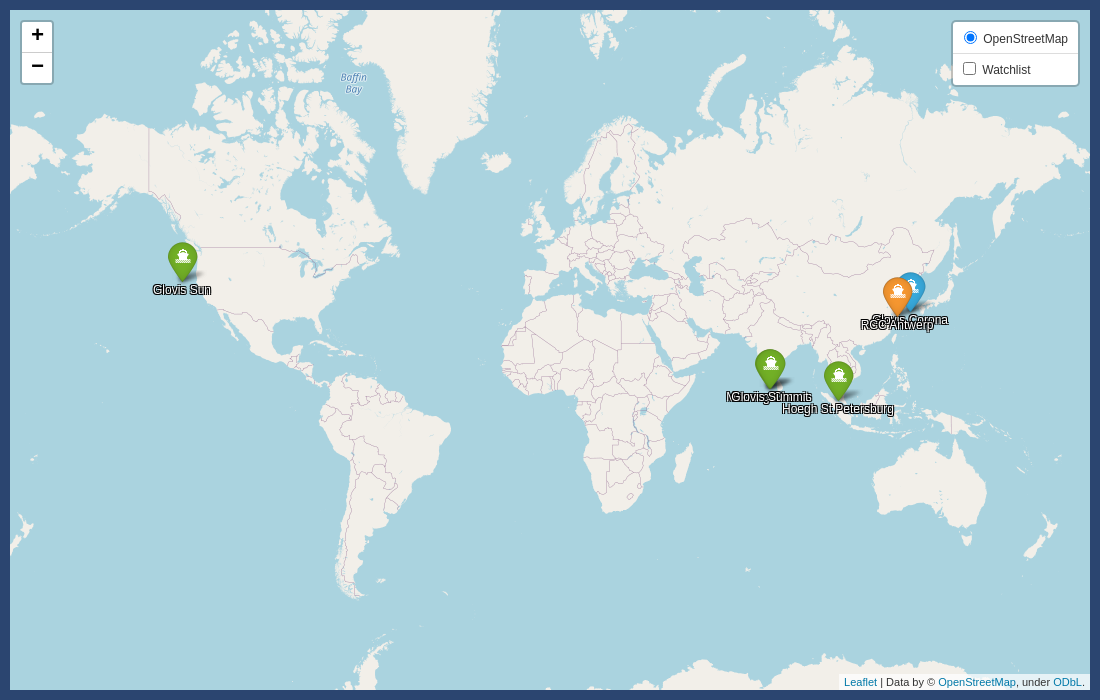 +
−
OpenStreetMap
Watchlist
Baffin
Bay
Glovis Sun
Glovis Corona
RCC Antwerp
Glovis Summit
Hoegh St.Petersburg
Leaflet | Data by © OpenStreetMap, under ODbL.